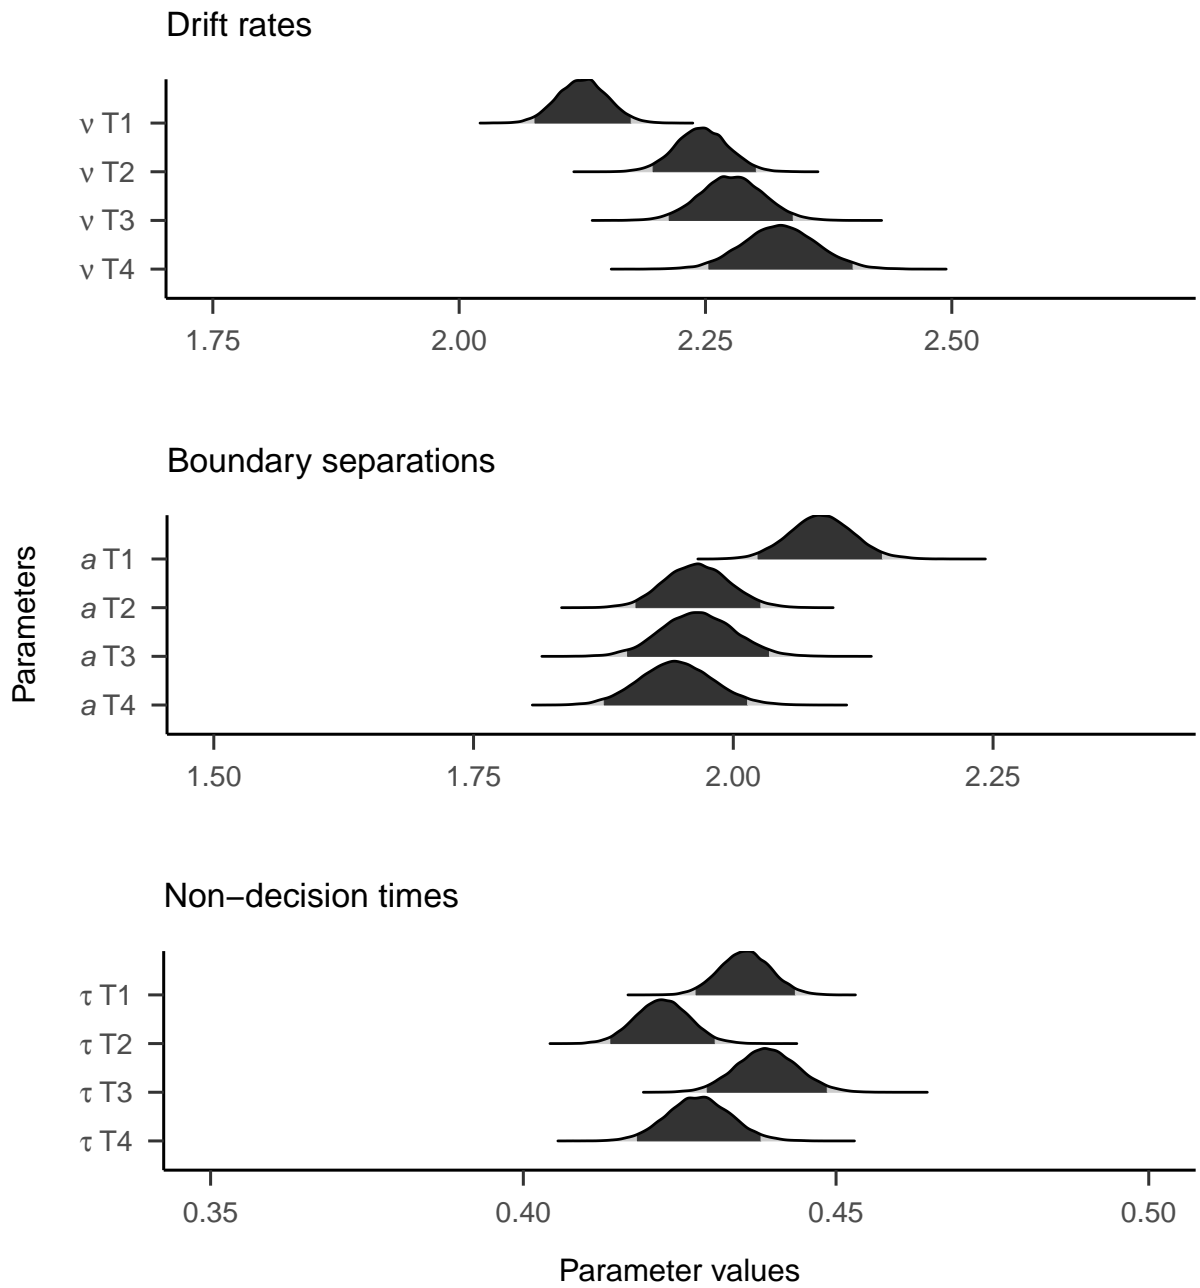 Drift rates
ν T1
ν T2
ν T3
ν T4
1.75 2.00 2.25 2.50
Boundary separations
Parameters
a T1
a T2
a T3
a T4
1.50 1.75 2.00 2.25
Non−decision times
τ T1
τ T2
τ T3
τ T4
0.35 0.40 0.45 0.50
Parameter values